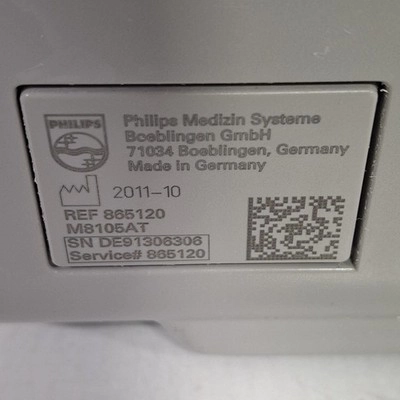 PHILIPS
Philips Medizin Systeme
Boeblingen GmbH
71034 Boeblingen, Germany
Made in Germany
2011-10
REF 865120
M8105AT
SN DE91306306
Service# 865120